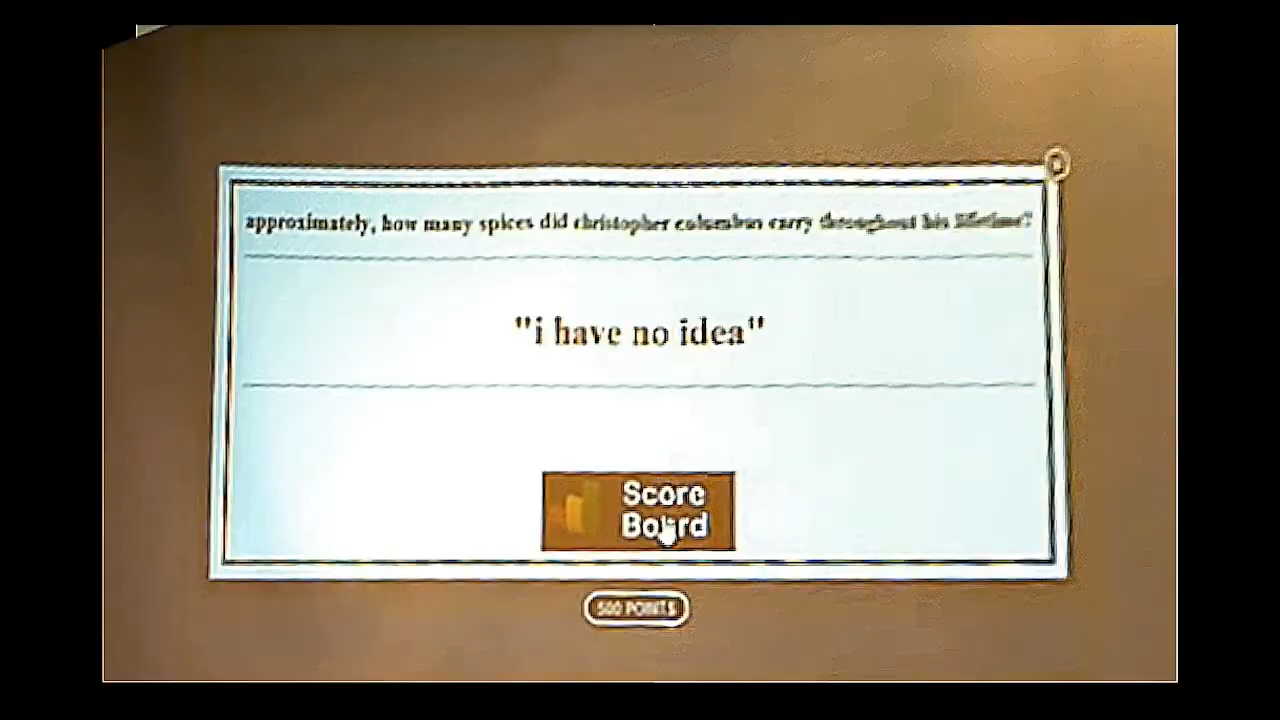 approximately, how many spices did christopher columbus carry throughout his lifetime?
"i have no idea"
Score
Board
500 POINTS